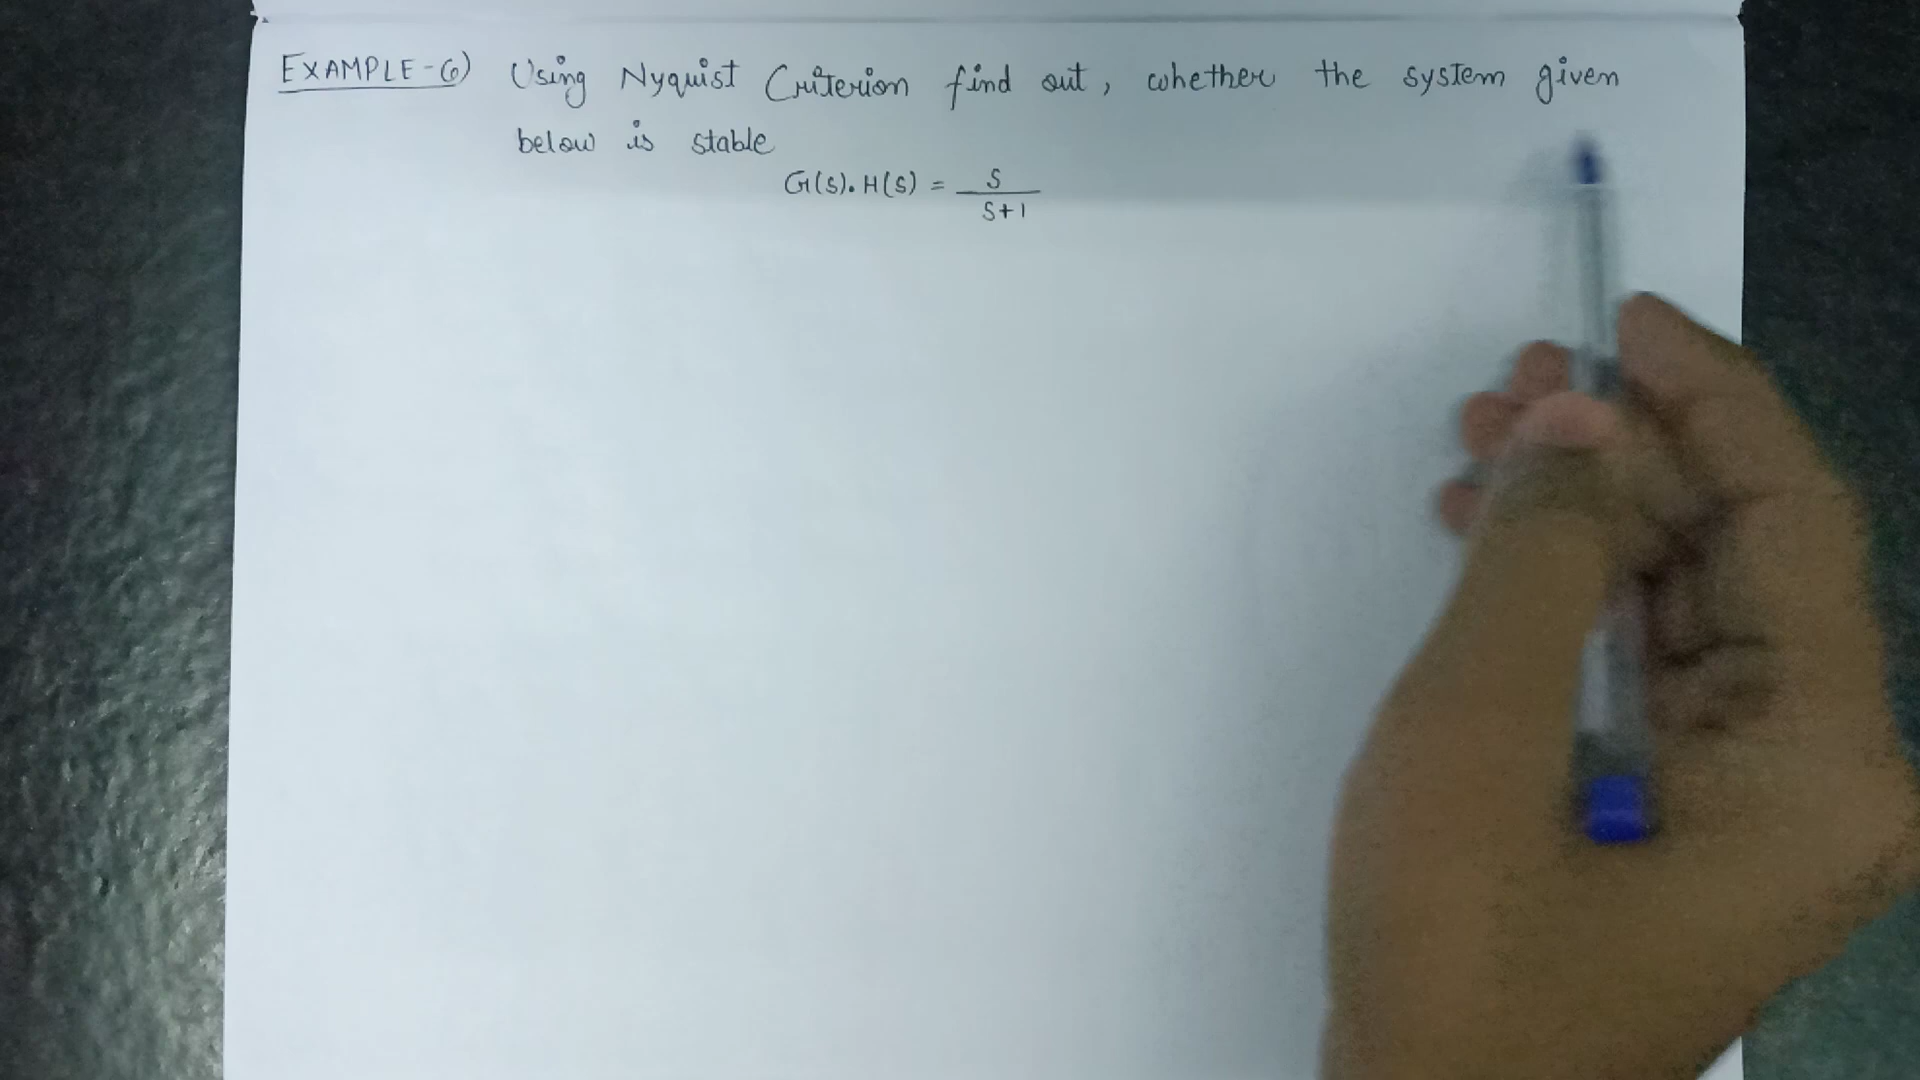 EXAMPLE-6) Using Nyquist Criterion find out, whether the system given
below is stable
G(s).H(s) = s
s+1